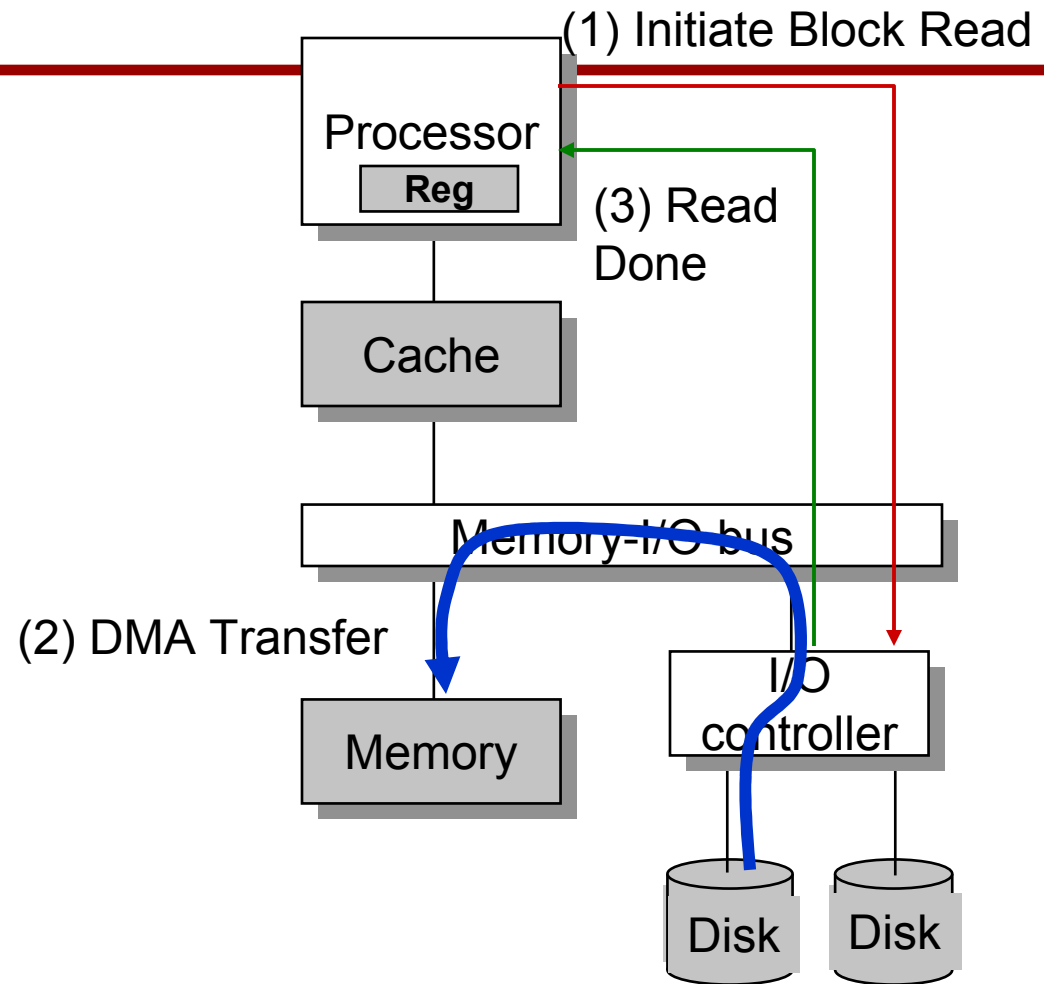 (1) Initiate Block Read
Processor
Reg
(3) Read
Done
Cache
Memory-I/O bus
(2) DMA Transfer
I/O
controller
Memory
Disk
Disk